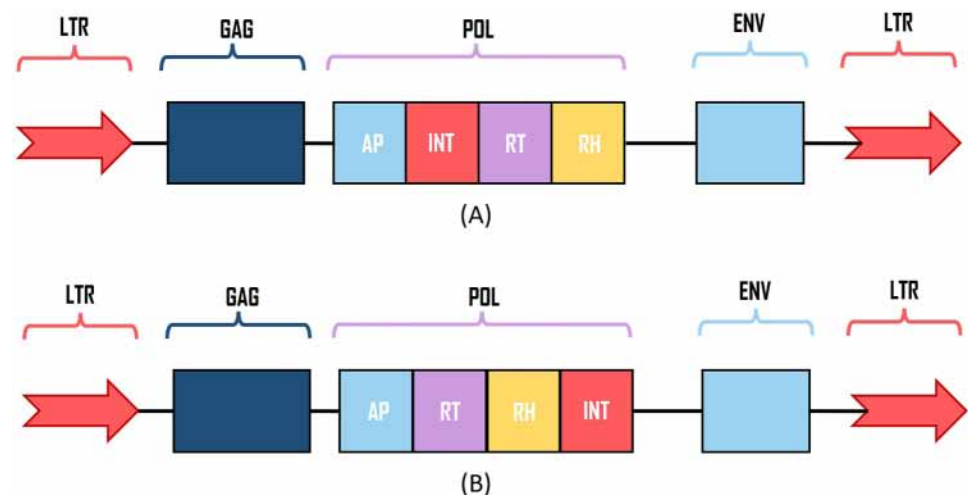 LTR GAG POL ENV LTR
AP INT RT RH
(A)
LTR GAG POL ENV LTR
AP RT RH INT
(B)